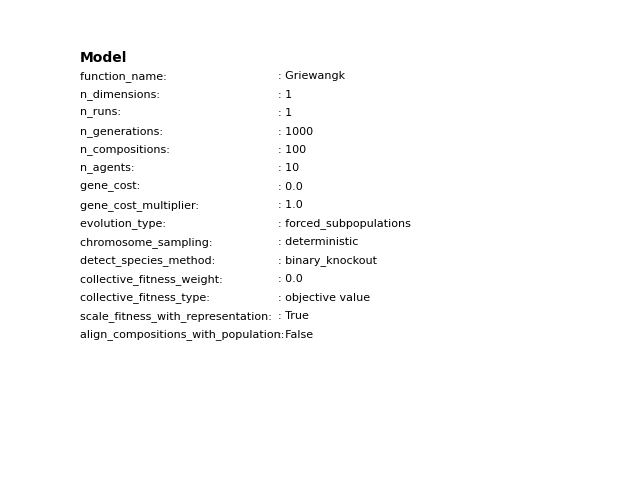 Model
function_name: : Griewangk
n_dimensions: : 1
n_runs: : 1
n_generations: : 1000
n_compositions: : 100
n_agents: : 10
gene_cost: : 0.0
gene_cost_multiplier: : 1.0
evolution_type: : forced_subpopulations
chromosome_sampling: : deterministic
detect_species_method: : binary_knockout
collective_fitness_weight: : 0.0
collective_fitness_type: : objective value
scale_fitness_with_representation: : True
align_compositions_with_population: : False